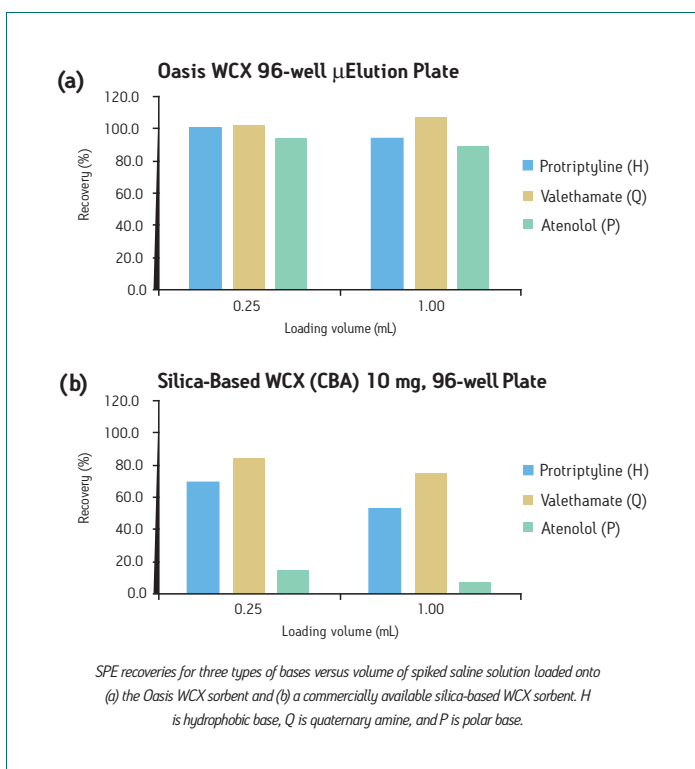 (a)
Oasis WCX 96-well μElution Plate
120.0
100.0
80.0
60.0
40.0
20.0
0.0
Recovery (%)
0.25
1.00
Loading volume (mL)
Protriptyline (H)
Valethamate (Q)
Atenolol (P)
(b)
Silica-Based WCX (CBA) 10 mg, 96-well Plate
120.0
100.0
80.0
60.0
40.0
20.0
0.0
Recovery (%)
0.25
1.00
Loading volume (mL)
Protriptyline (H)
Valethamate (Q)
Atenolol (P)
SPE recoveries for three types of bases versus volume of spiked saline solution loaded onto
(a) the Oasis WCX sorbent and (b) a commercially available silica-based WCX sorbent. H
is hydrophobic base, Q is quaternary amine, and P is polar base.